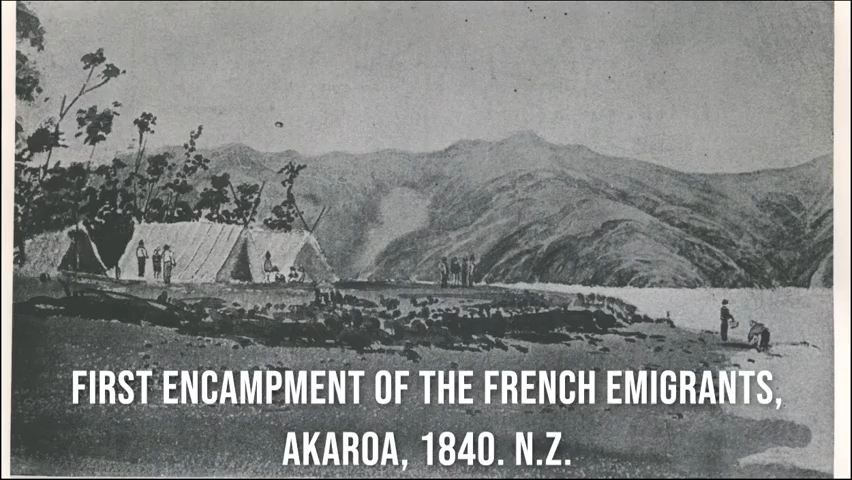 FIRST ENCAMPMENT OF THE FRENCH EMIGRANTS,
AKAROA, 1840. N.Z.